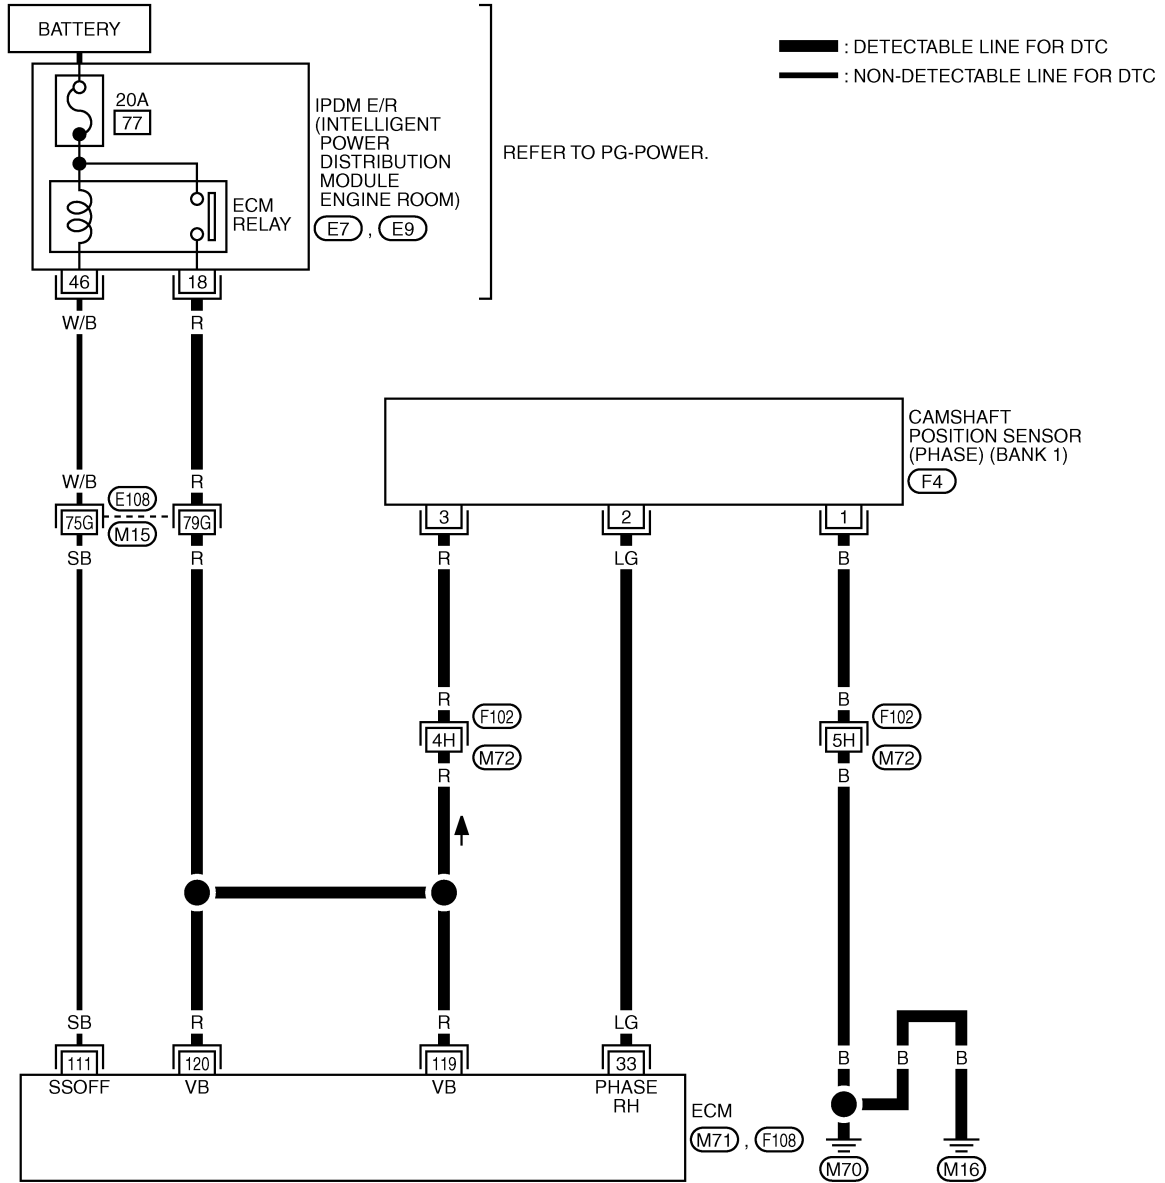 BATTERY
: DETECTABLE LINE FOR DTC
: NON-DETECTABLE LINE FOR DTC
20A
77
IPDM E/R
(INTELLIGENT
POWER
DISTRIBUTION
MODULE
ENGINE ROOM)
E7 , E9
REFER TO PG-POWER.
ECM
RELAY
46 18
W/B R
CAMSHAFT
POSITION SENSOR
(PHASE) (BANK 1)
F4
W/B R
E108
75G 79G
M15
3 2 1
SB R R LG B
R B
F102 F102
4H 5H
M72 M72
R B
SB R R LG
B B B
111 120 119 33
SSOFF VB VB PHASE
RH
ECM
M71 , F108
M70 M16